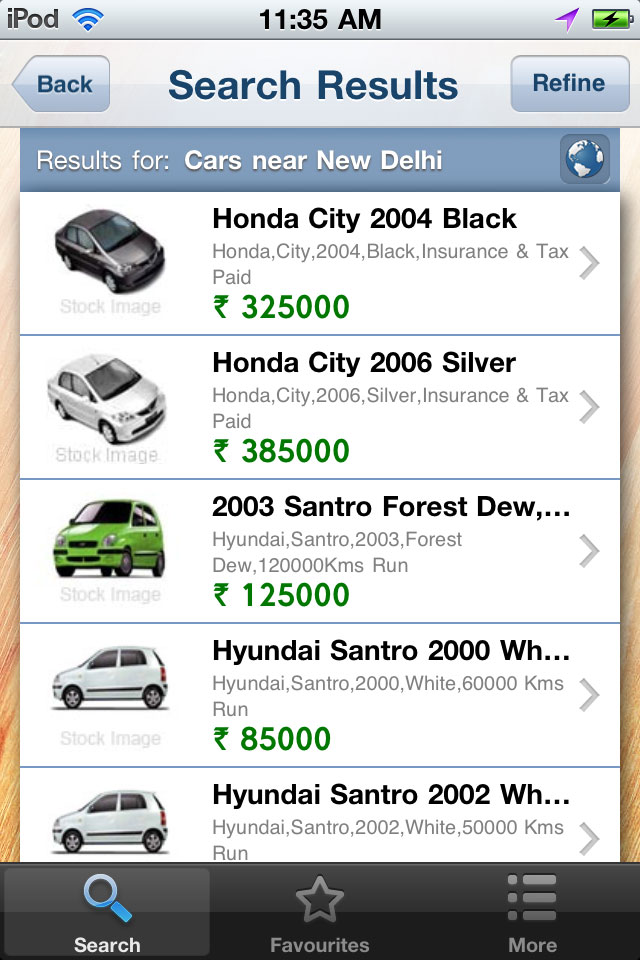 iPod 11:35 AM
Back Search Results Refine
Results for: Cars near New Delhi
Honda City 2004 Black
Honda,City,2004,Black,Insurance & Tax
Paid
Stock Image
₹ 325000
Honda City 2006 Silver
Honda,City,2006,Silver,Insurance & Tax
Paid
Stock Image
₹ 385000
2003 Santro Forest Dew,...
Hyundai,Santro,2003,Forest
Dew,120000Kms Run
Stock Image
₹ 125000
Hyundai Santro 2000 Wh...
Hyundai,Santro,2000,White,60000 Kms
Run
Stock Image
₹ 85000
Hyundai Santro 2002 Wh...
Hyundai,Santro,2002,White,50000 Kms
Run
Search Favourites More